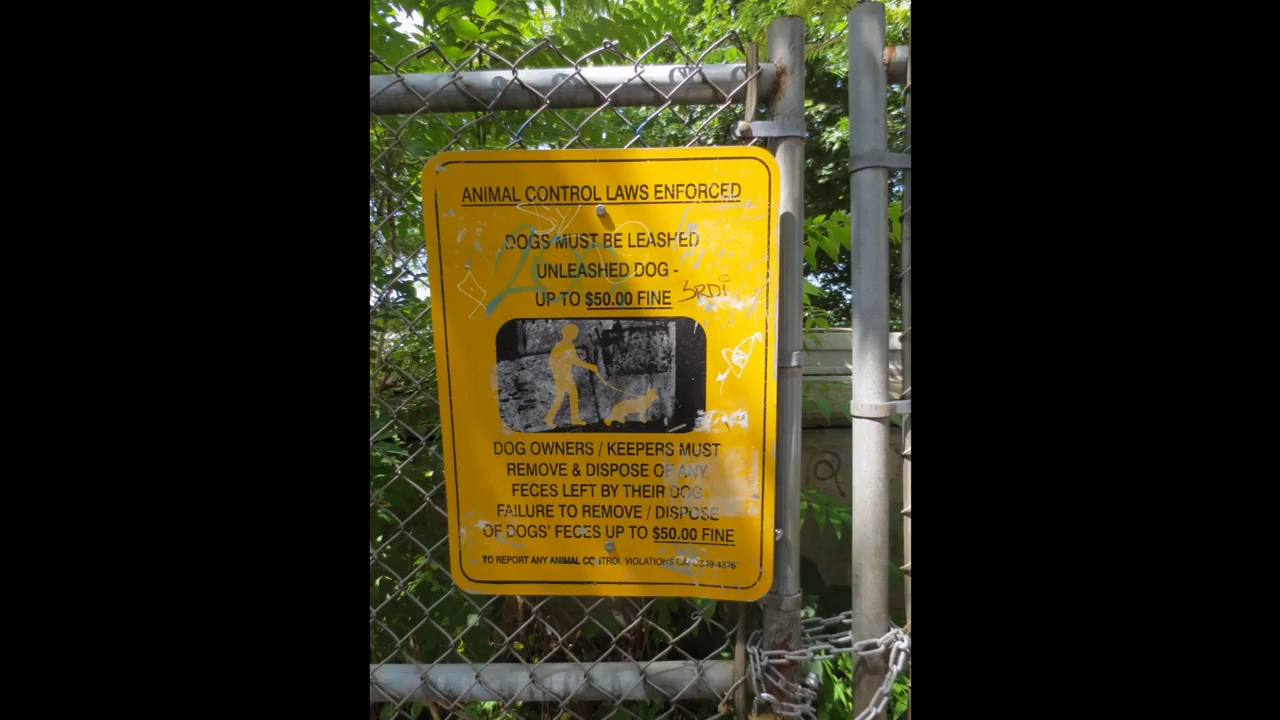 ANIMAL CONTROL LAWS ENFORCED
DOGS MUST BE LEASHED
UNLEASHED DOG -
UP TO $50.00 FINE
3RDi
DOG OWNERS / KEEPERS MUST
REMOVE & DISPOSE OF ANY
FECES LEFT BY THEIR DOG
FAILURE TO REMOVE / DISPOSE
OF DOGS' FECES UP TO $50.00 FINE
TO REPORT ANY ANIMAL CONTROL VIOLATIONS